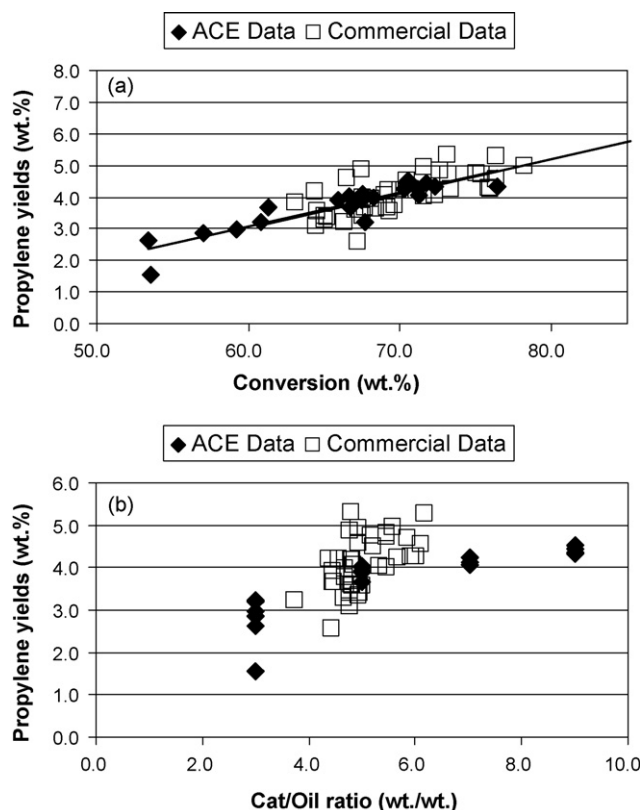 ◆ ACE Data □ Commercial Data
(a)
Propylene yields (wt.%)
8.0
7.0
6.0
5.0
4.0
3.0
2.0
1.0
0.0
50.0 60.0 70.0 80.0
Conversion (wt.%)
◆ ACE Data □ Commercial Data
(b)
Propylene yields (wt.%)
6.0
5.0
4.0
3.0
2.0
1.0
0.0
0.0 2.0 4.0 6.0 8.0 10.0
Cat/Oil ratio (wt./wt.)